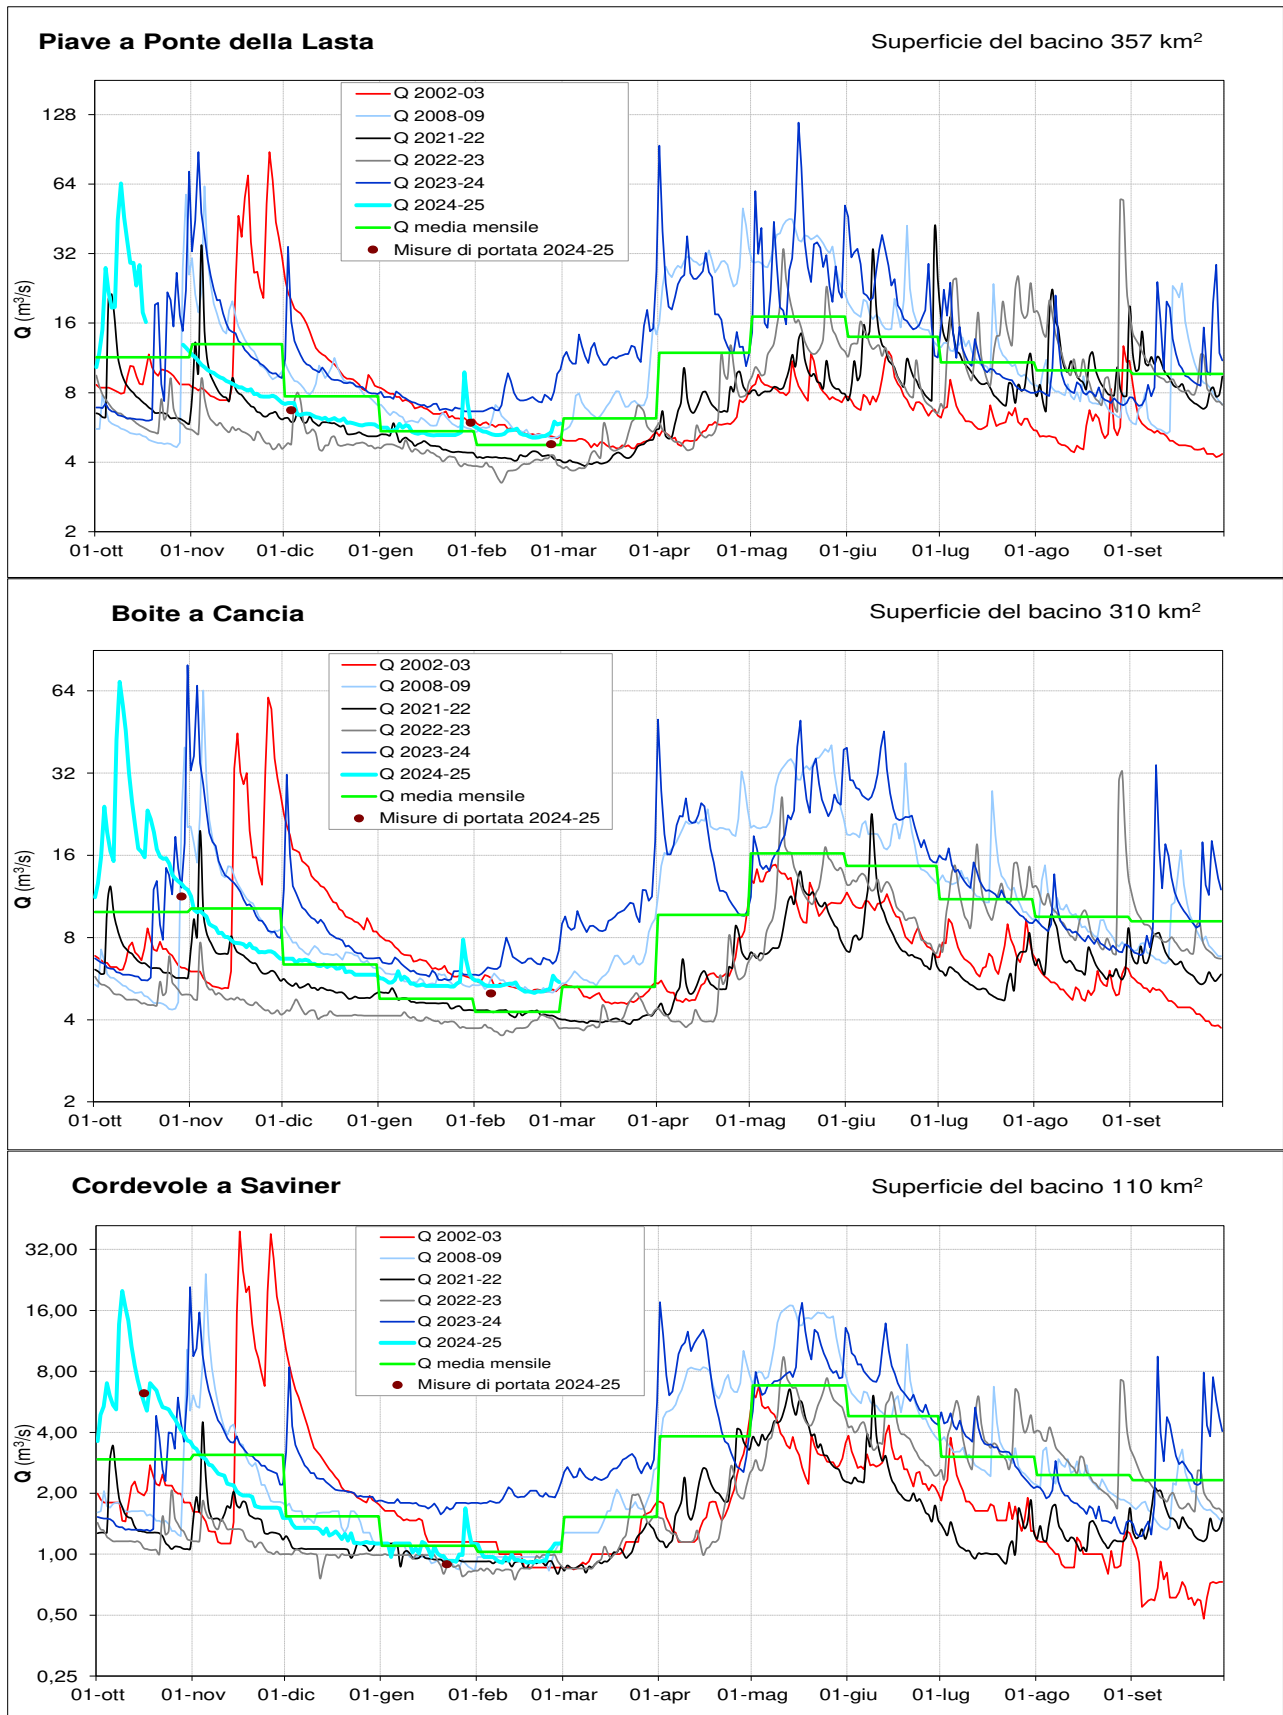 Piave a Ponte della Lasta
Superficie del bacino 357 km²
Q 2002-03
Q 2008-09
Q 2021-22
Q 2022-23
Q 2023-24
Q 2024-25
Q media mensile
Misure di portata 2024-25
Q (m³/s)
128
64
32
16
8
4
2
01-ott 01-nov 01-dic 01-gen 01-feb 01-mar 01-apr 01-mag 01-giu 01-lug 01-ago 01-set
Boite a Cancia
Superficie del bacino 310 km²
Q 2002-03
Q 2008-09
Q 2021-22
Q 2022-23
Q 2023-24
Q 2024-25
Q media mensile
Misure di portata 2024-25
Q (m³/s)
64
32
16
8
4
2
01-ott 01-nov 01-dic 01-gen 01-feb 01-mar 01-apr 01-mag 01-giu 01-lug 01-ago 01-set
Cordevole a Saviner
Superficie del bacino 110 km²
Q 2002-03
Q 2008-09
Q 2021-22
Q 2022-23
Q 2023-24
Q 2024-25
Q media mensile
Misure di portata 2024-25
Q (m³/s)
32,00
16,00
8,00
4,00
2,00
1,00
0,50
0,25
01-ott 01-nov 01-dic 01-gen 01-feb 01-mar 01-apr 01-mag 01-giu 01-lug 01-ago 01-set